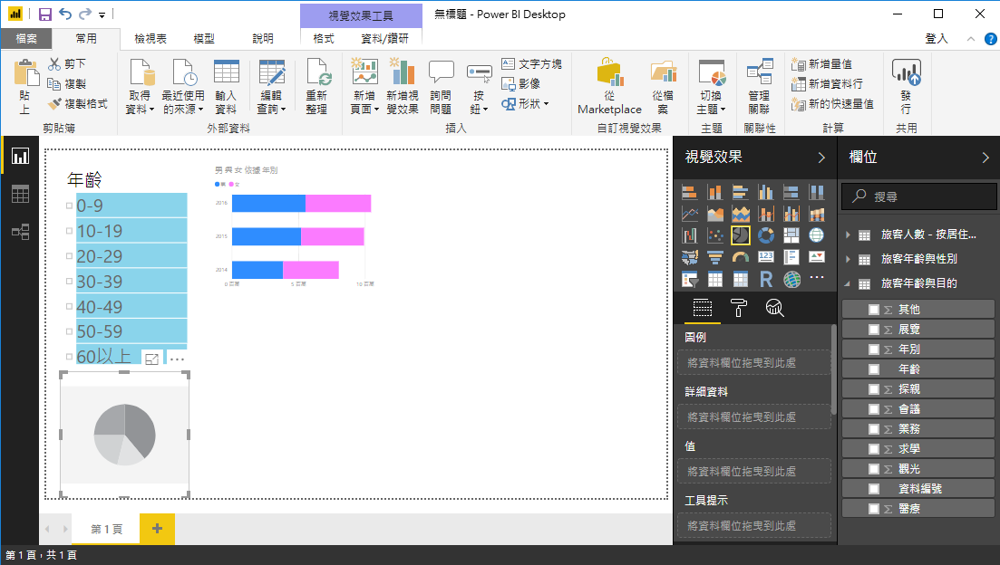 視覺效果工具
無標題 - Power BI Desktop
檔案
常用
檢視表
模型
說明
格式
資料/鑽研
登入
貼上
剪下
複製
複製格式
剪貼簿
取得資料
最近使用的來源
輸入資料
編輯查詢
重新整理
外部資料
新增頁面
新增視覺效果
詢問問題
按鈕
文字方塊
影像
形狀
插入
從 Marketplace
從檔案
自訂視覺效果
切換主題
主題
管理關聯
關聯性
新增量值
新增資料行
新的快速量值
計算
發行
共用
年齡
0-9
10-19
20-29
30-39
40-49
50-59
60以上
男 與 女 依據 年別
男 女
2016
2015
2014
0 百萬
5 百萬
10 百萬
視覺效果
123
R
圖例
將資料欄位拖曳到此處
詳細資料
將資料欄位拖曳到此處
值
將資料欄位拖曳到此處
工具提示
將資料欄位拖曳到此處
欄位
搜尋
旅客人數 - 按居住...
旅客年齡與性別
旅客年齡與目的
Σ 其他
Σ 展覽
Σ 年別
年齡
Σ 探親
Σ 會議
Σ 業務
Σ 求學
Σ 觀光
資料編號
Σ 醫療
第 1 頁
第 1 頁，共 1 頁